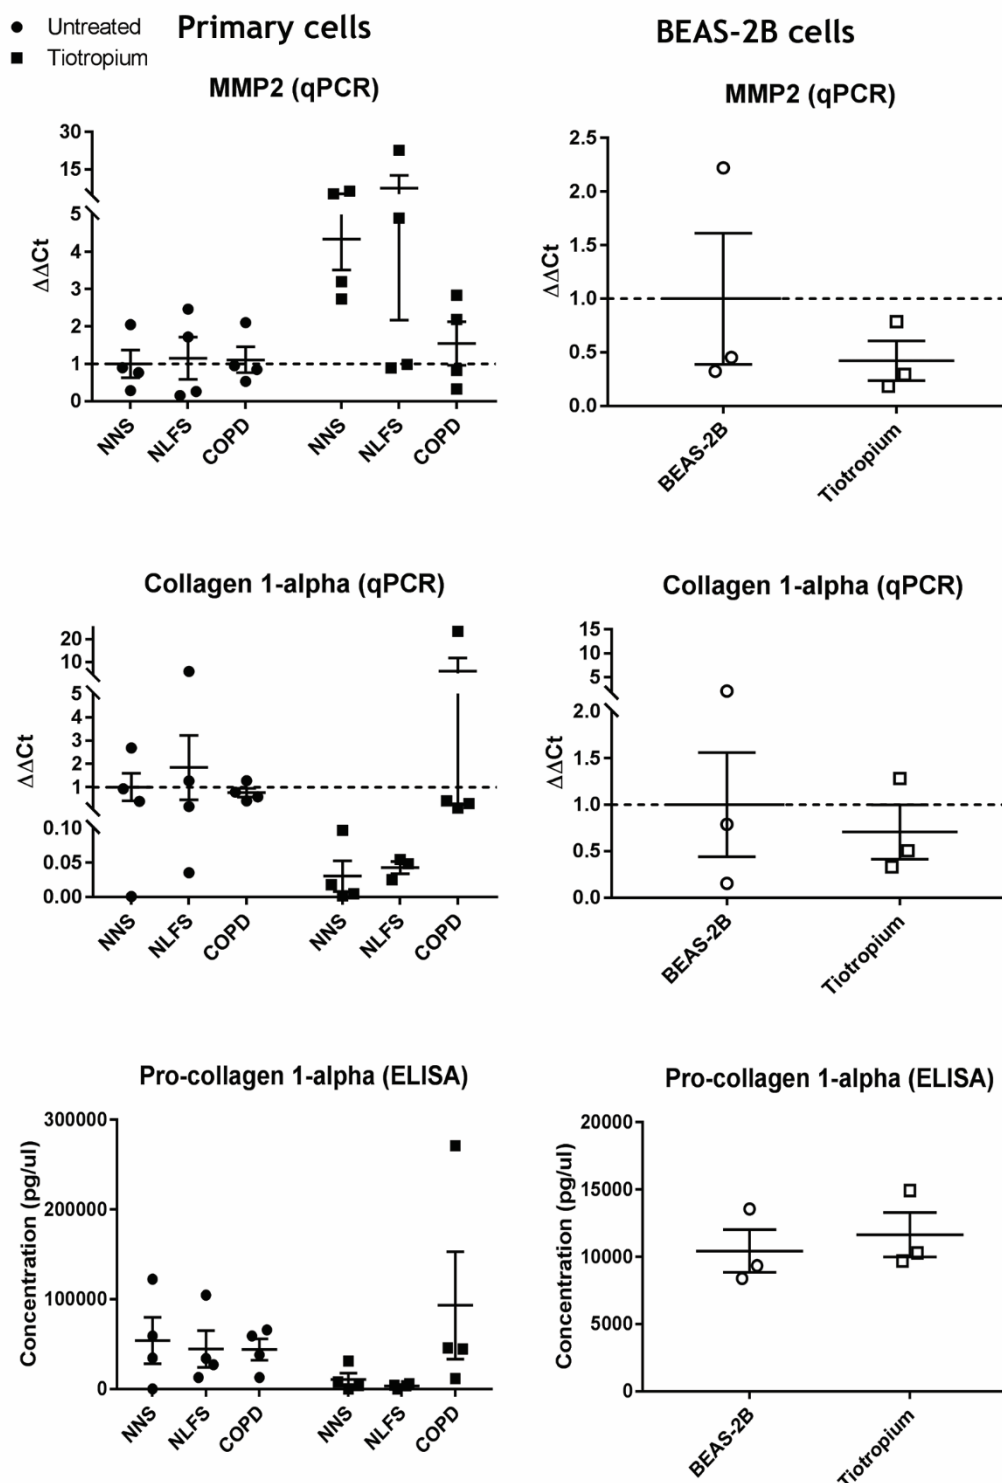 Untreated
Tiotropium
Primary cells
BEAS-2B cells
MMP2 (qPCR)
30
15
5
4
3
2
1
0
ΔΔCt
NNS
NLFS
COPD
NNS
NLFS
COPD
MMP2 (qPCR)
2.5
2.0
1.5
1.0
0.5
0.0
ΔΔCt
BEAS-2B
Tiotropium
Collagen 1-alpha (qPCR)
20
10
5
4
3
2
1
0.10
0.05
0.00
ΔΔCt
NNS
NLFS
COPD
NNS
NLFS
COPD
Collagen 1-alpha (qPCR)
15
10
5
2.0
1.5
1.0
0.5
0.0
ΔΔCt
BEAS-2B
Tiotropium
Pro-collagen 1-alpha (ELISA)
300000
200000
100000
0
Concentration (pg/ul)
NNS
NLFS
COPD
NNS
NLFS
COPD
Pro-collagen 1-alpha (ELISA)
20000
15000
10000
5000
0
Concentration (pg/ul)
BEAS-2B
Tiotropium